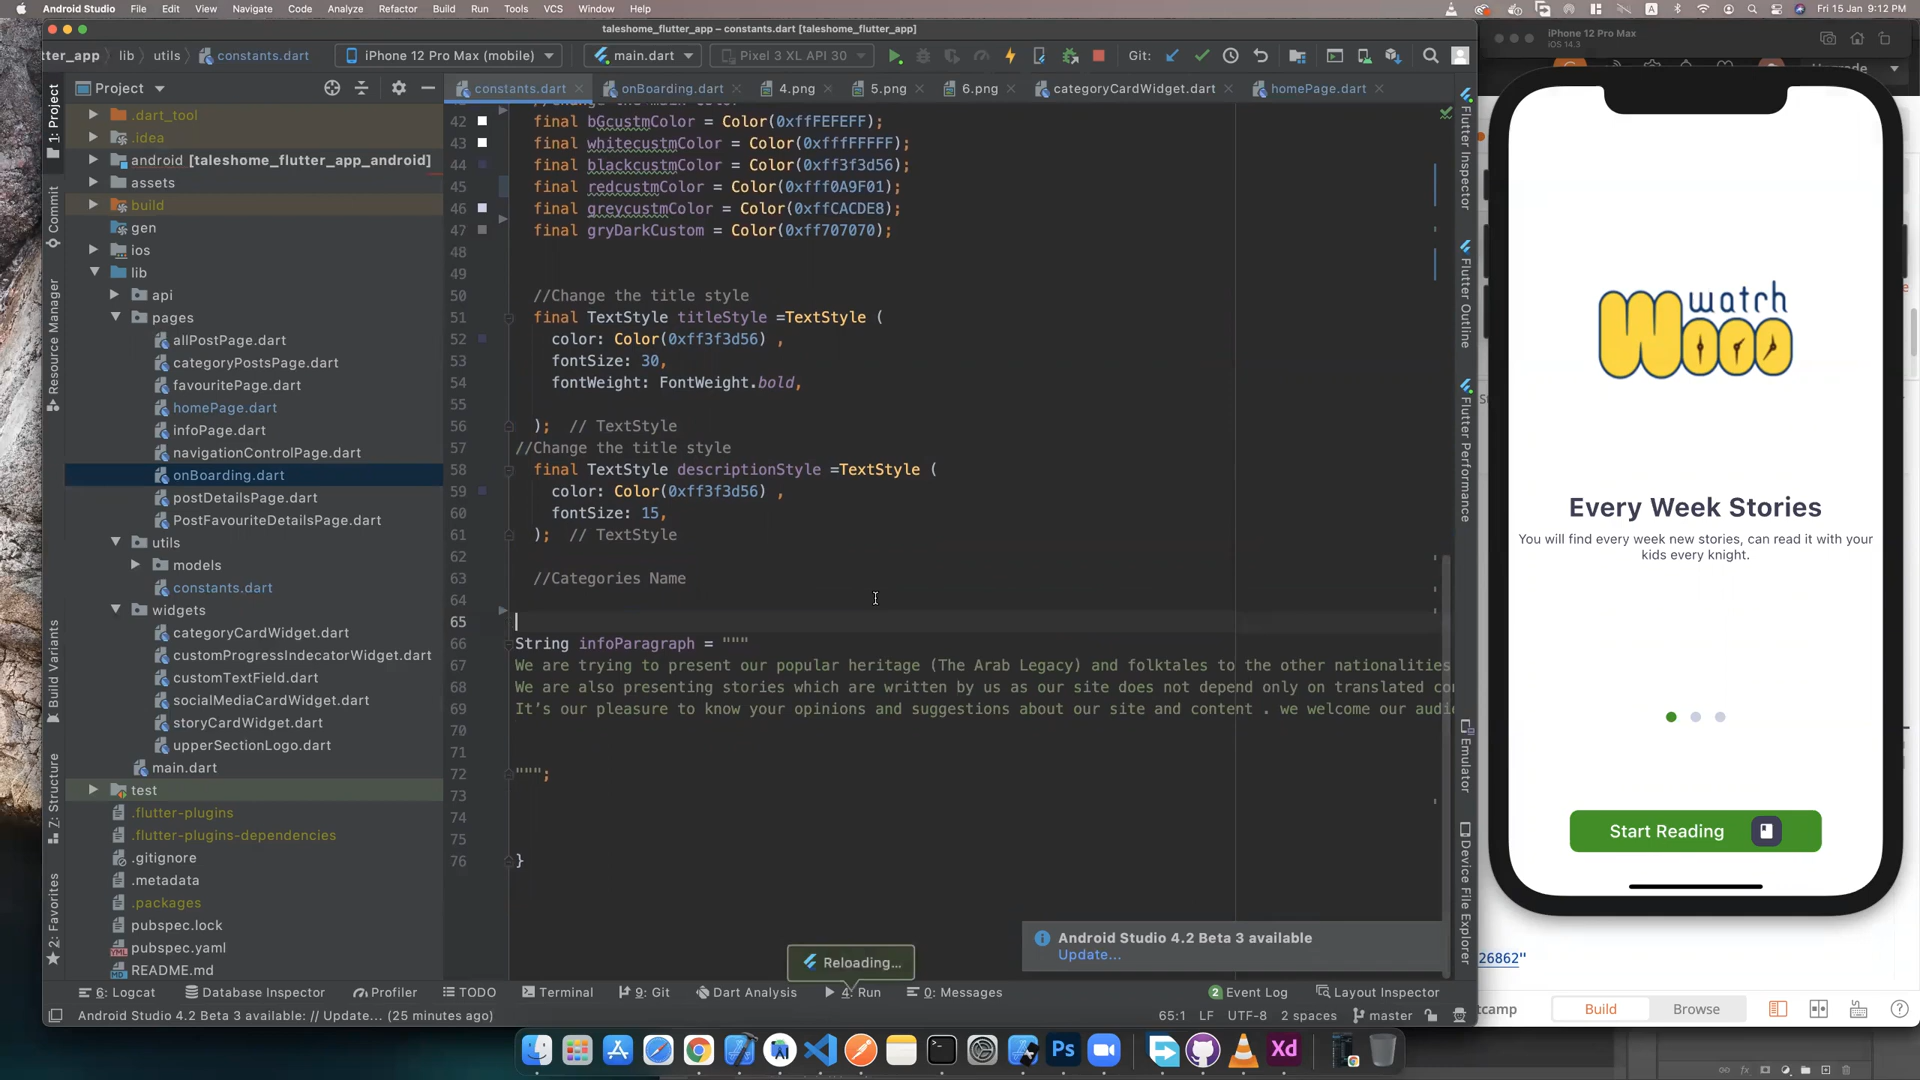 Android Studio File Edit View Navigate Code Analyze Refactor Build Run Tools VCS Window Help
Fri 15 Jan 9:12 PM
taleshome_flutter_app – constants.dart [taleshome_flutter_app]
tter_app lib utils constants.dart iPhone 12 Pro Max (mobile) main.dart Pixel 3 XL API 30 Git:
Project
constants.dart onBoarding.dart 4.png 5.png 6.png categoryCardWidget.dart homePage.dart
.dart_tool
.idea
android [taleshome_flutter_app_android]
assets
build
gen
ios
lib
api
pages
allPostPage.dart
categoryPostsPage.dart
favouritePage.dart
homePage.dart
infoPage.dart
navigationControlPage.dart
onBoarding.dart
postDetailsPage.dart
PostFavouriteDetailsPage.dart
utils
models
constants.dart
widgets
categoryCardWidget.dart
customProgressIndecatorWidget.dart
customTextField.dart
socialMediaCardWidget.dart
storyCardWidget.dart
upperSectionLogo.dart
main.dart
test
.flutter-plugins
.flutter-plugins-dependencies
.gitignore
.metadata
.packages
pubspec.lock
pubspec.yaml
README.md
1: Project
Commit
Resource Manager
Build Variants
Z: Structure
2: Favorites
42 final bGcustmColor = Color(0xffFEFEFF);
43 final whitecustmColor = Color(0xfffFFFFF);
44 final blackcustmColor = Color(0xff3f3d56);
45 final redcustmColor = Color(0xfff0A9F01);
46 final greycustmColor = Color(0xffCACDE8);
47 final gryDarkCustom = Color(0xff707070);
48
49
50 //Change the title style
51 final TextStyle titleStyle =TextStyle (
52 color: Color(0xff3f3d56) ,
53 fontSize: 30,
54 fontWeight: FontWeight.bold,
55
56 ); // TextStyle
57 //Change the title style
58 final TextStyle descriptionStyle =TextStyle (
59 color: Color(0xff3f3d56) ,
60 fontSize: 15,
61 ); // TextStyle
62
63 //Categories Name
64
65
66 String infoParagraph = """
67 We are trying to present our popular heritage (The Arab Legacy) and folktales to the other nationalities
68 We are also presenting stories which are written by us as our site does not depend only on translated co
69 It’s our pleasure to know your opinions and suggestions about our site and content . we welcome our audi
70
71
72 """;
73
74
75
76 }
Flutter Inspector
Flutter Outline
Flutter Performance
Emulator
Device File Explorer
Reloading...
Android Studio 4.2 Beta 3 available
Update...
6: Logcat Database Inspector Profiler TODO Terminal 9: Git Dart Analysis 4: Run 0: Messages 2 Event Log Layout Inspector
Android Studio 4.2 Beta 3 available: // Update... (25 minutes ago) 65:1 LF UTF-8 2 spaces master
iPhone 12 Pro Max
iOS 14.3
watch
Wooo
Every Week Stories
You will find every week new stories, can read it with your
kids every knight.
Start Reading
26862"
tcamp Build Browse
Ps
Xd